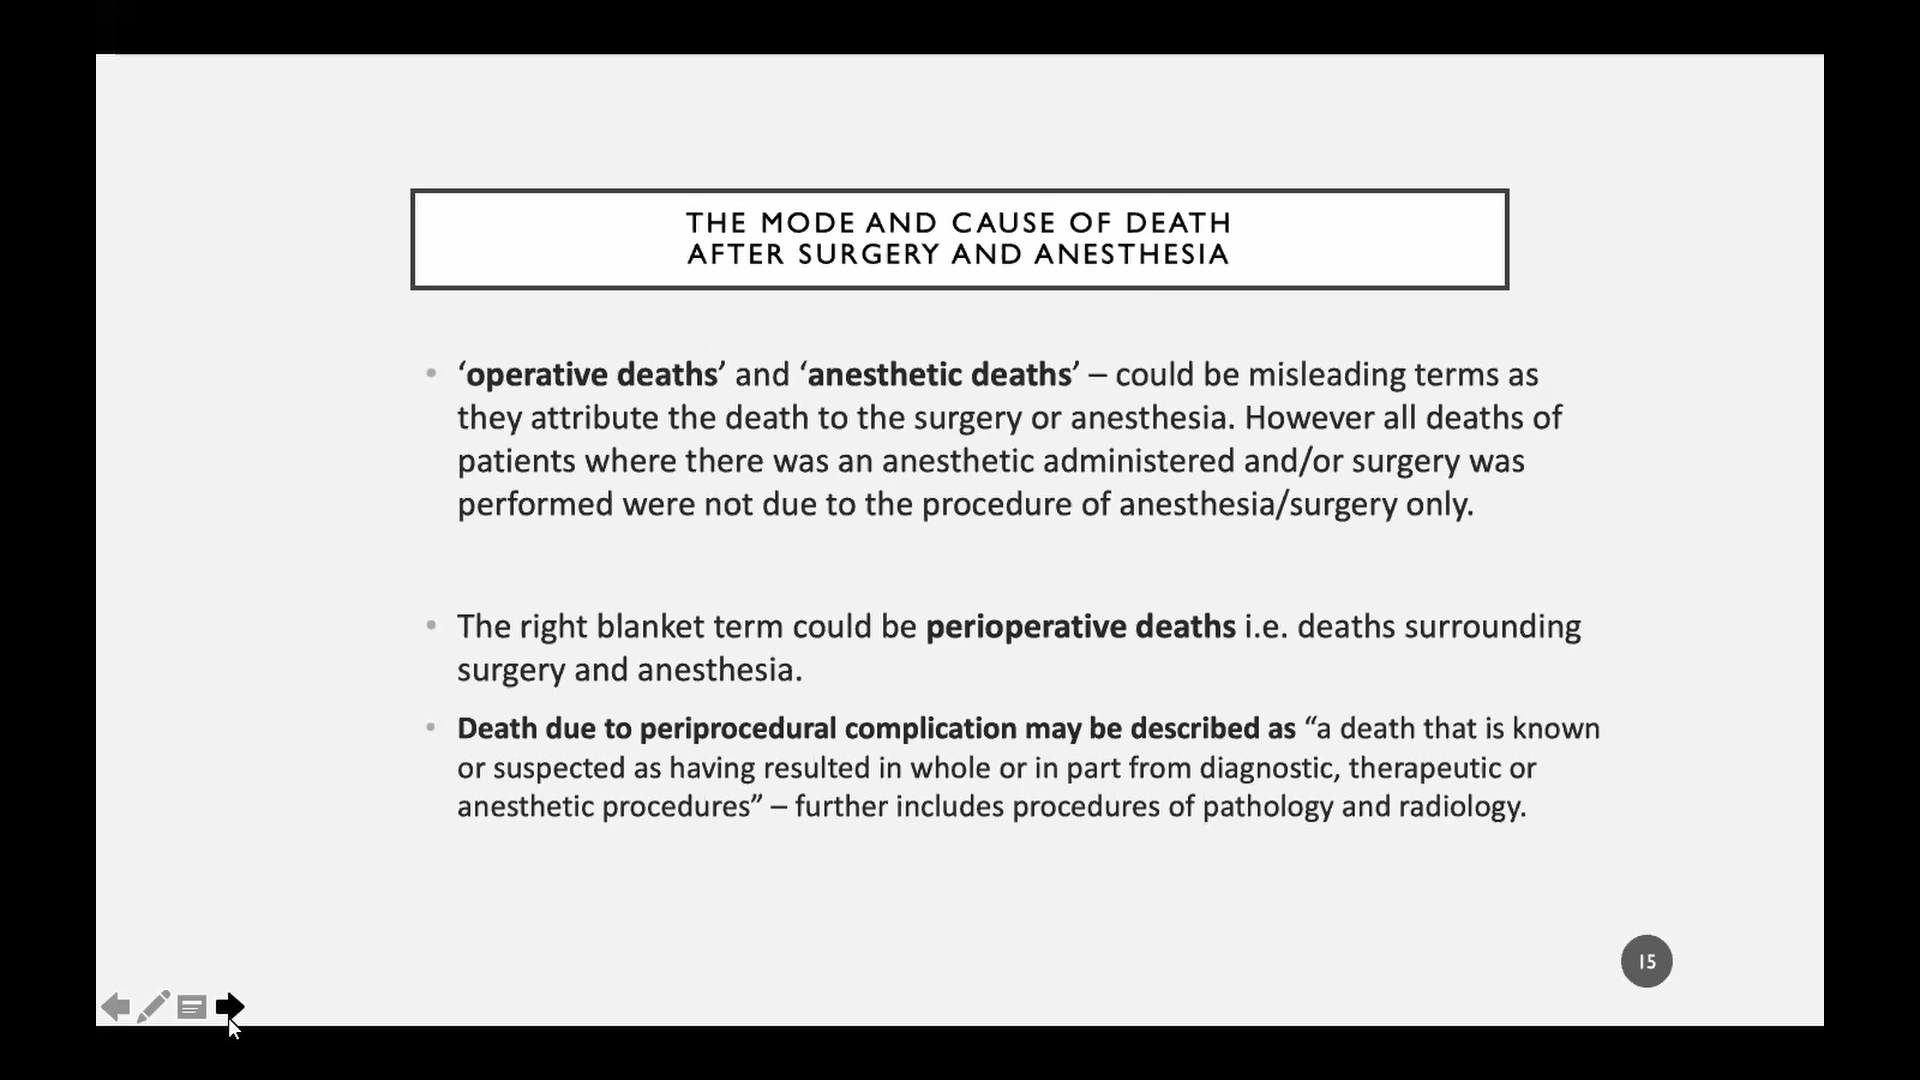 THE MODE AND CAUSE OF DEATH
AFTER SURGERY AND ANESTHESIA
• ‘operative deaths’ and ‘anesthetic deaths’ – could be misleading terms as
they attribute the death to the surgery or anesthesia. However all deaths of
patients where there was an anesthetic administered and/or surgery was
performed were not due to the procedure of anesthesia/surgery only.
• The right blanket term could be perioperative deaths i.e. deaths surrounding
surgery and anesthesia.
• Death due to periprocedural complication may be described as “a death that is known
or suspected as having resulted in whole or in part from diagnostic, therapeutic or
anesthetic procedures” – further includes procedures of pathology and radiology.
15